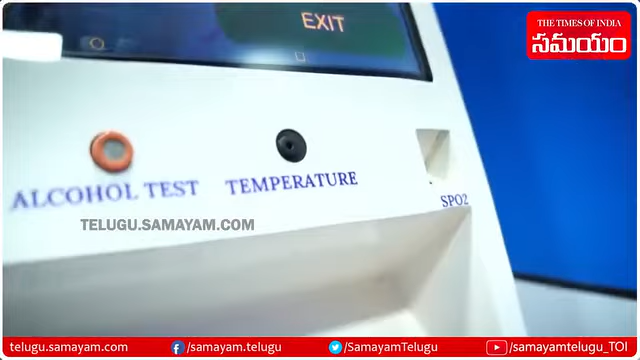 EXIT
THE TIMES OF INDIA
సమయం
ALCOHOL TEST
TEMPERATURE
SPO2
TELUGU.SAMAYAM.COM
telugu.samayam.com
/samayam.telugu
/SamayamTelugu
/samayamtelugu_TOI